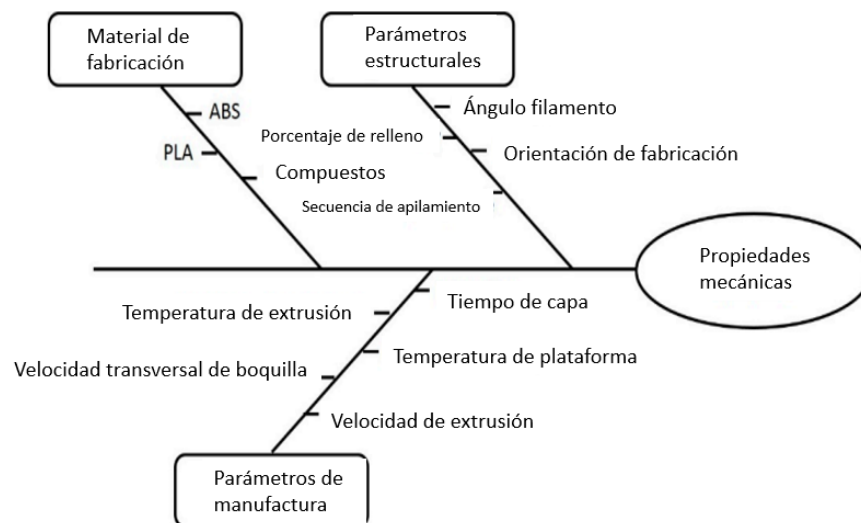 Material de
fabricación
Parámetros
estructurales
ABS
PLA
Compuestos
Ángulo filamento
Porcentaje de relleno
Orientación de fabricación
Secuencia de apilamiento
Propiedades
mecánicas
Temperatura de extrusión
Tiempo de capa
Velocidad transversal de boquilla
Temperatura de plataforma
Velocidad de extrusión
Parámetros de
manufactura